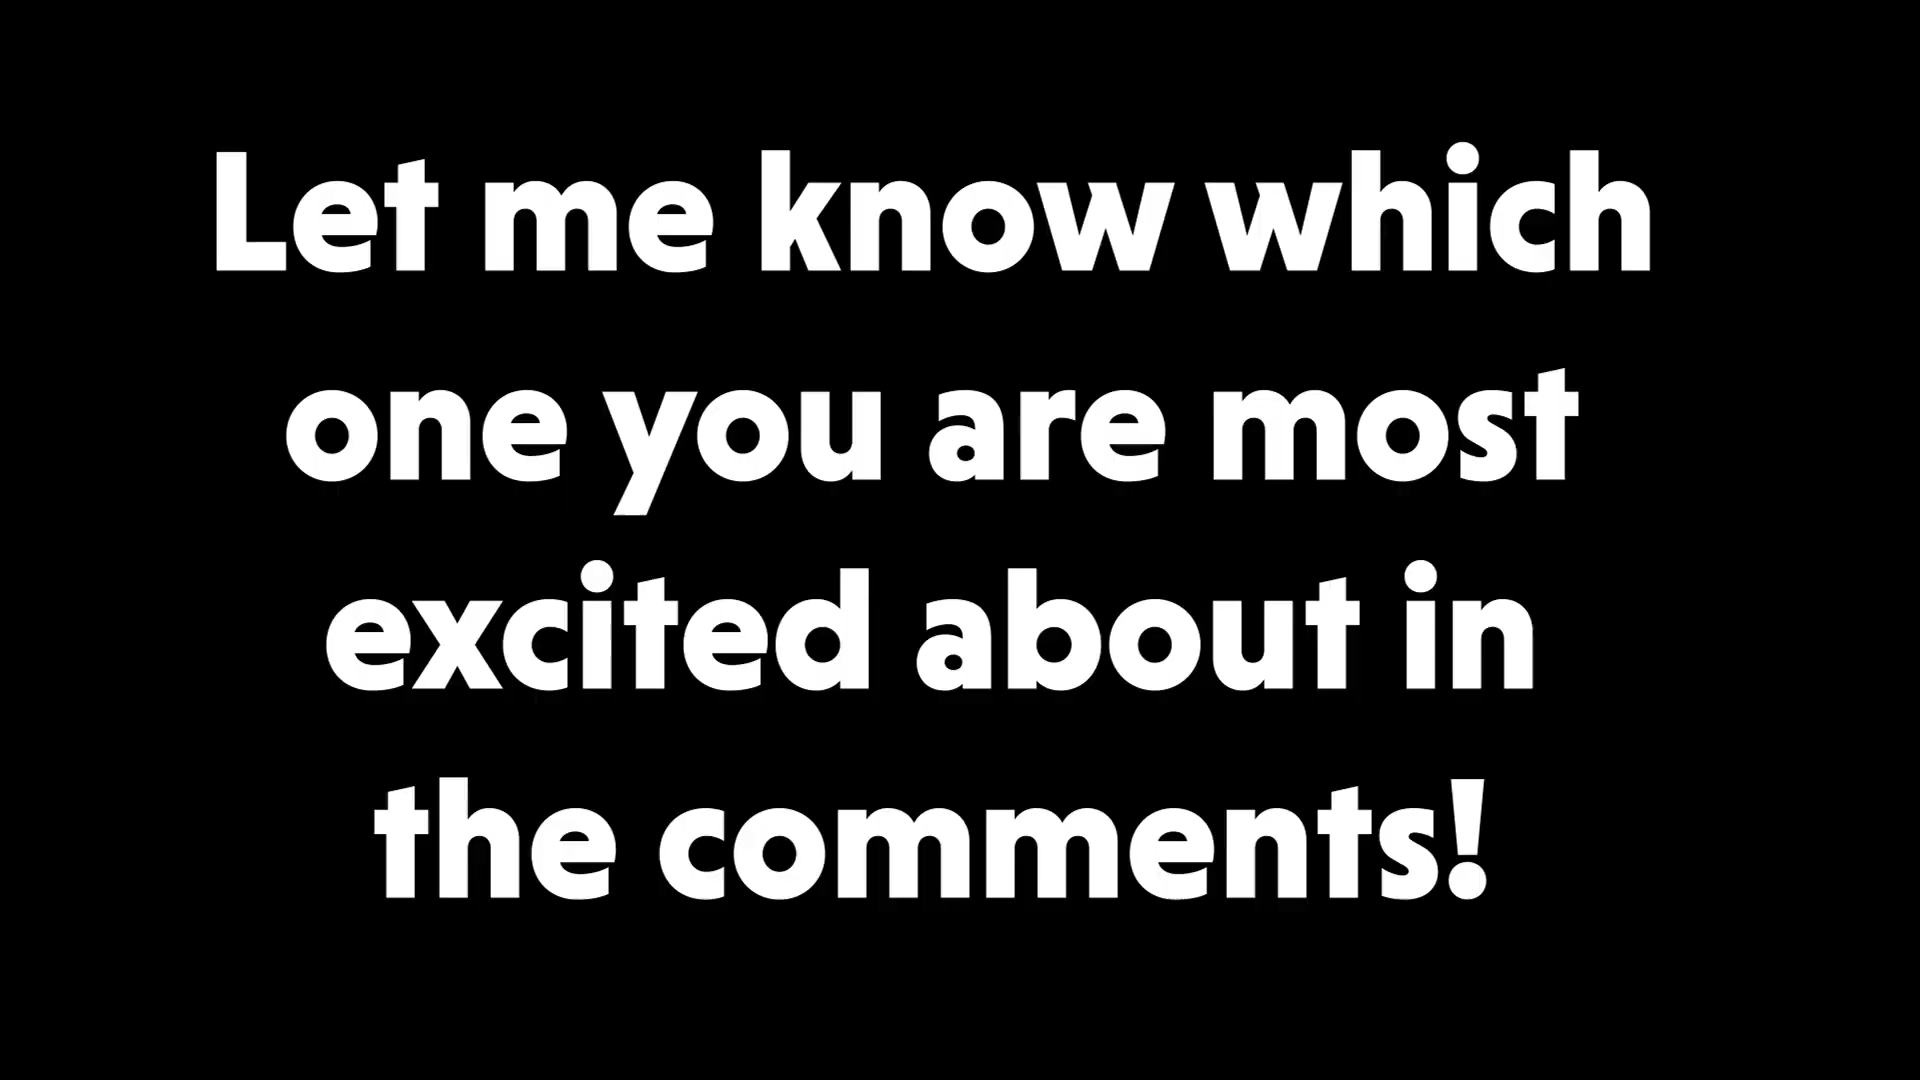 Let me know which
one you are most
excited about in
the comments!